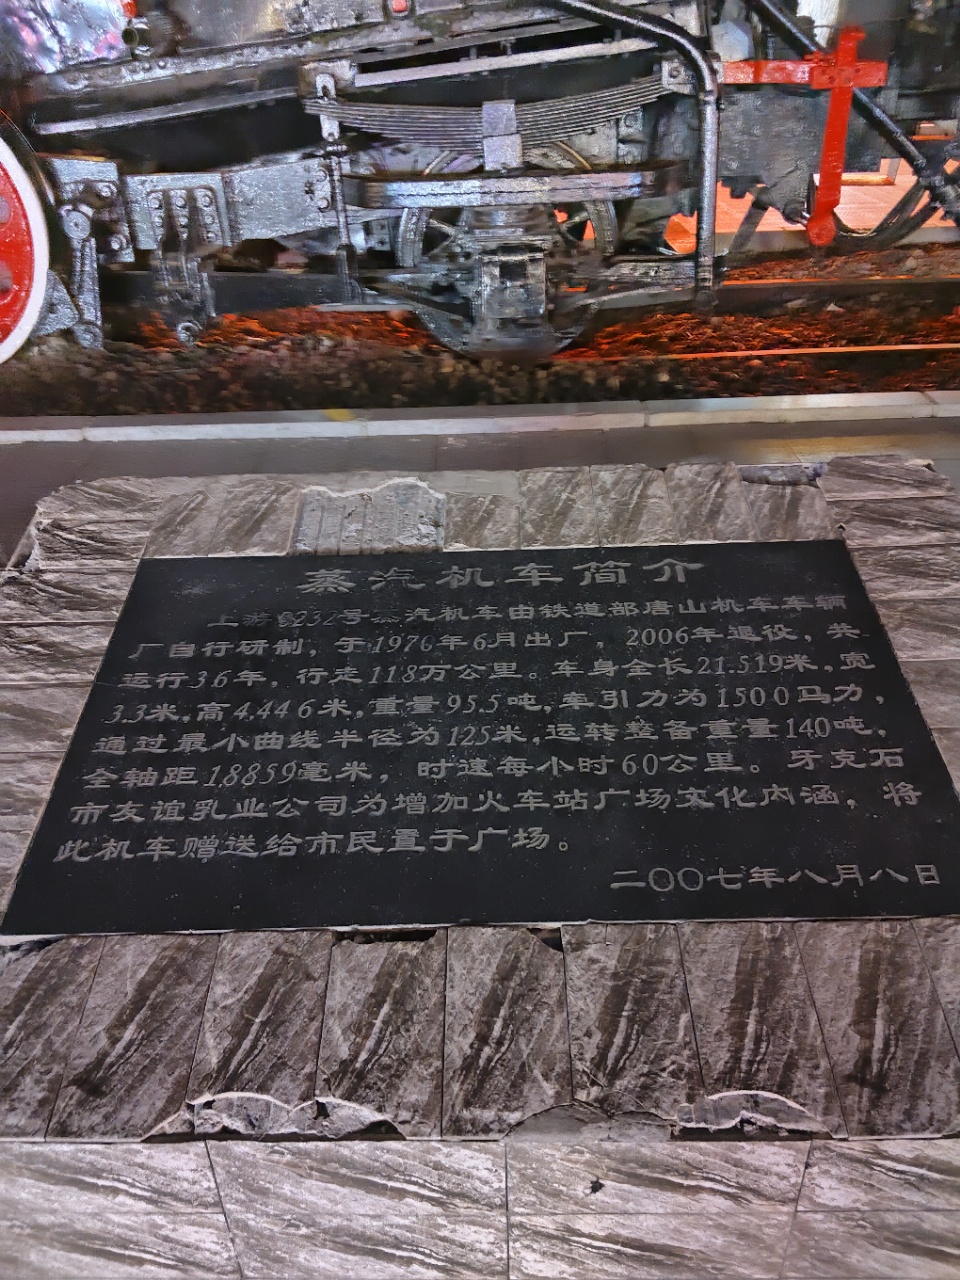 蒸汽机车简介
上游0232号蒸汽机车由铁道部唐山机车车辆
厂自行研制，于1970年6月出厂，2006年退役，共
运行36年，行走118万公里。车身全长21.519米，宽
3.3米，高4.446米，重量95.5吨，车引力为1500马力，
通过最小曲线半径为125米，运转整备重量140吨，
全轴距18859毫米，时速每小时60公里。牙克石
市友谊乳业公司为增加火车站广场文化内涵，将
此机车赠送给市民置于广场。
二〇〇七年八月八日